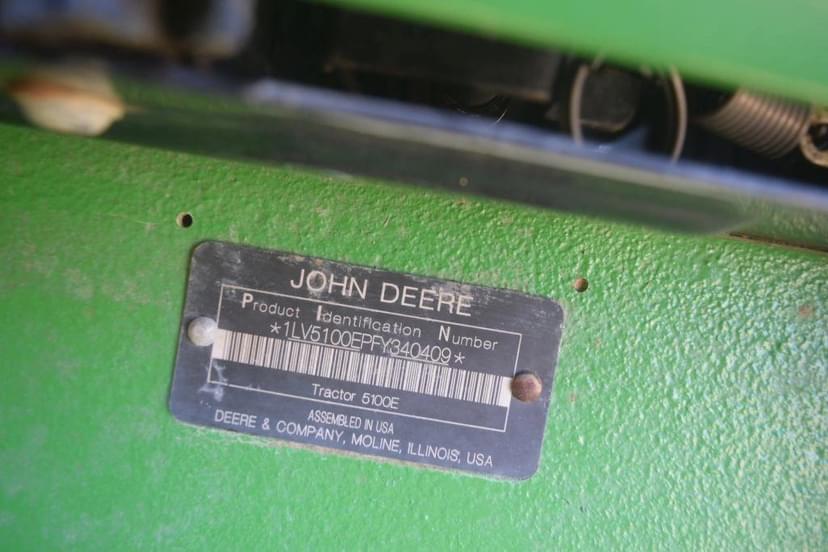 JOHN DEERE
Product Identification Number
*1LV5100EPFY340409*
Tractor 5100E
ASSEMBLED IN USA
DEERE & COMPANY, MOLINE, ILLINOIS, USA